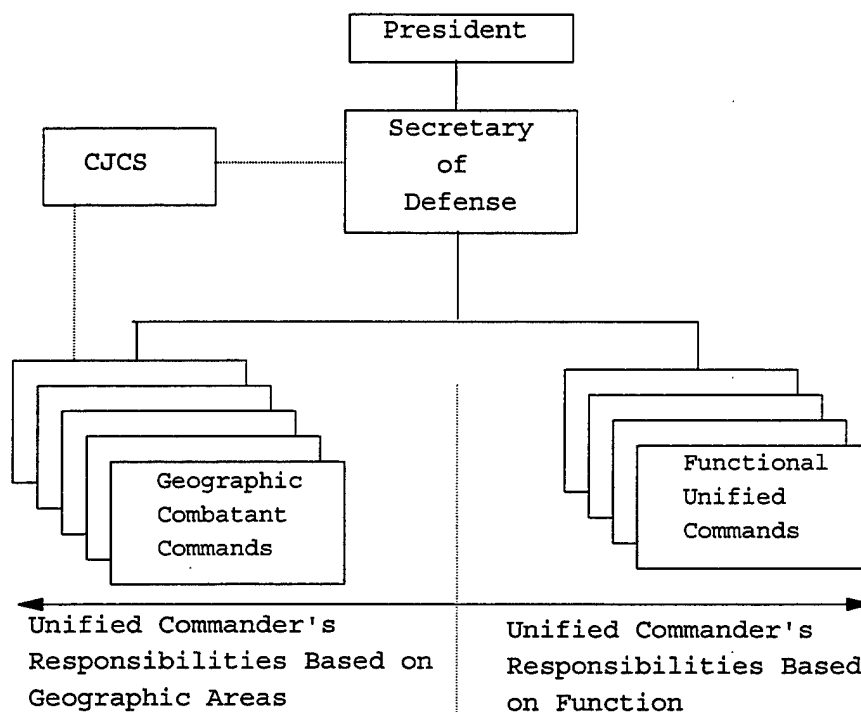 President
Secretary
of
Defense
CJCS
Geographic
Combatant
Commands
Functional
Unified
Commands
Unified Commander's
Responsibilities Based on
Geographic Areas
Unified Commander's
Responsibilities Based
on Function